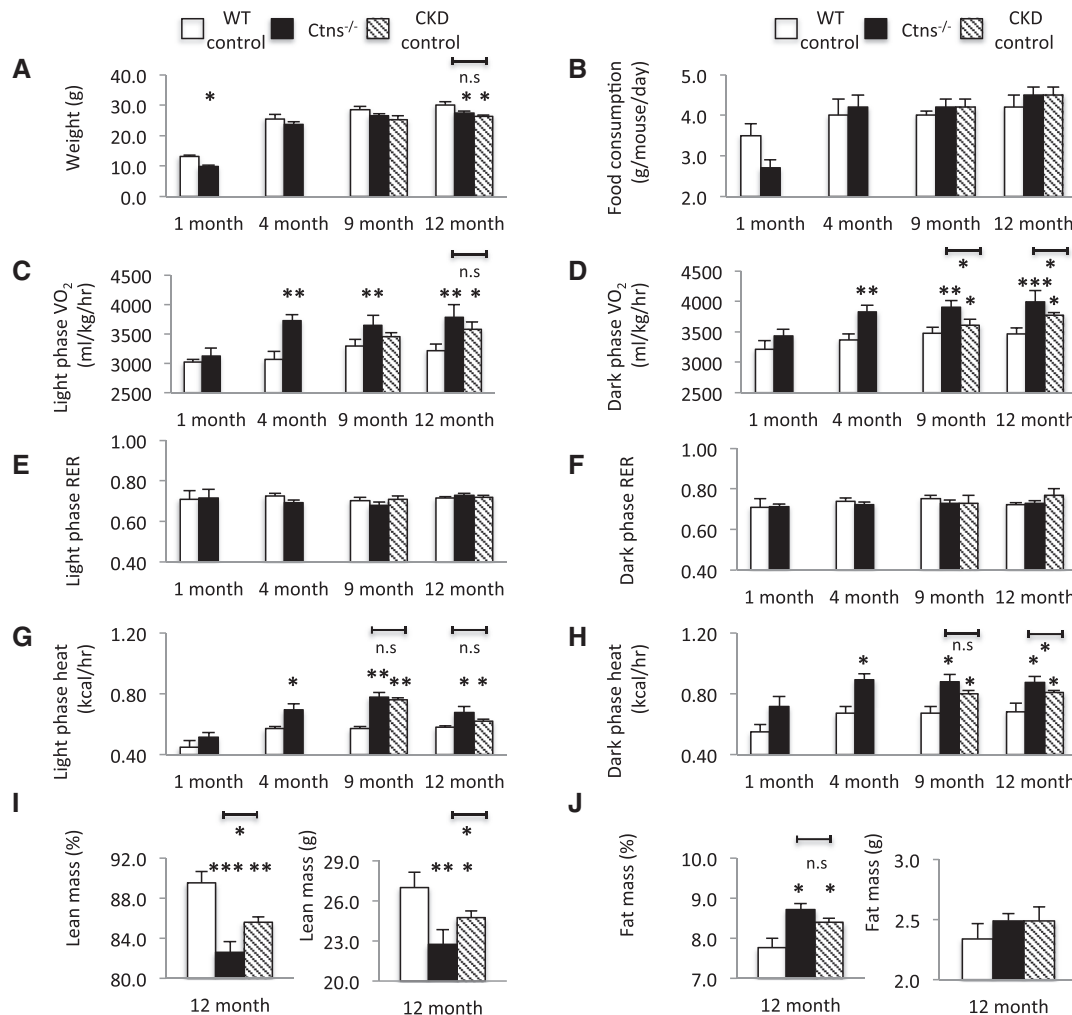 WT control Ctns-/- CKD control
WT control Ctns-/- CKD control
A
Weight (g)
40.0
30.0
20.0
10.0
0.0
*
n.s
* *
1 month 4 month 9 month 12 month
B
Food consumption
(g/mouse/day)
5.0
4.0
3.0
2.0
1 month 4 month 9 month 12 month
C
Light phase VO2
(ml/kg/hr)
4500
4000
3500
3000
2500
** **
n.s
** *
1 month 4 month 9 month 12 month
D
Dark phase VO2
(ml/kg/hr)
4500
4000
3500
3000
2500
**
*
** *
*
*** *
1 month 4 month 9 month 12 month
E
Light phase RER
1.00
0.80
0.60
0.40
1 month 4 month 9 month 12 month
F
Dark phase RER
1.00
0.80
0.60
0.40
1 month 4 month 9 month 12 month
G
Light phase heat
(kcal/hr)
1.20
0.80
0.40
*
n.s
** **
n.s
* *
1 month 4 month 9 month 12 month
H
Dark phase heat
(kcal/hr)
1.20
0.80
0.40
*
n.s
* *
*
* *
1 month 4 month 9 month 12 month
I
Lean mass (%)
92.0
88.0
84.0
80.0
*
*** **
12 month
Lean mass (g)
29.0
26.0
23.0
20.0
*
** *
12 month
J
Fat mass (%)
10.0
9.0
8.0
7.0
n.s
* *
12 month
Fat mass (g)
3.0
2.5
2.0
12 month